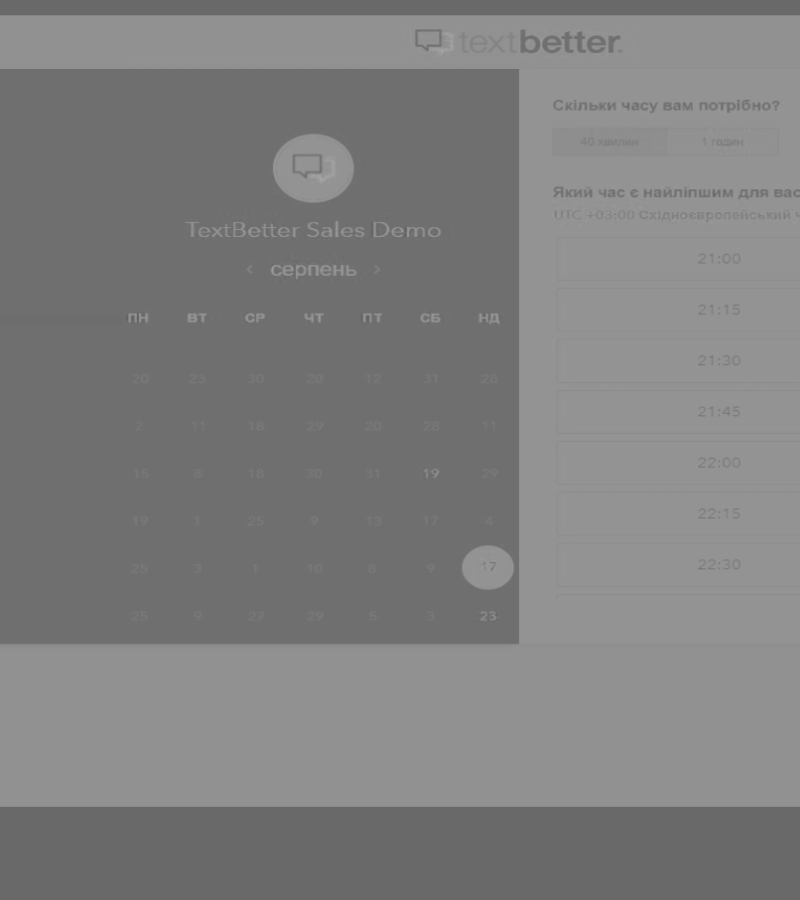 textbetter.
TextBetter Sales Demo
< серпень >
ПН ВТ СР ЧТ ПТ СБ НД
20 23 30 20 12 31 28
2 11 18 29 20 28 11
15 8 18 30 31 19 29
19 1 25 9 13 17 4
25 3 1 10 8 9 17
25 9 27 29 5 3 23
Скільки часу вам потрібно?
40 хвилин 1 годин
Який час є найліпшим для вас
UTC +03:00 Східноєвропейський ч
21:00
21:15
21:30
21:45
22:00
22:15
22:30